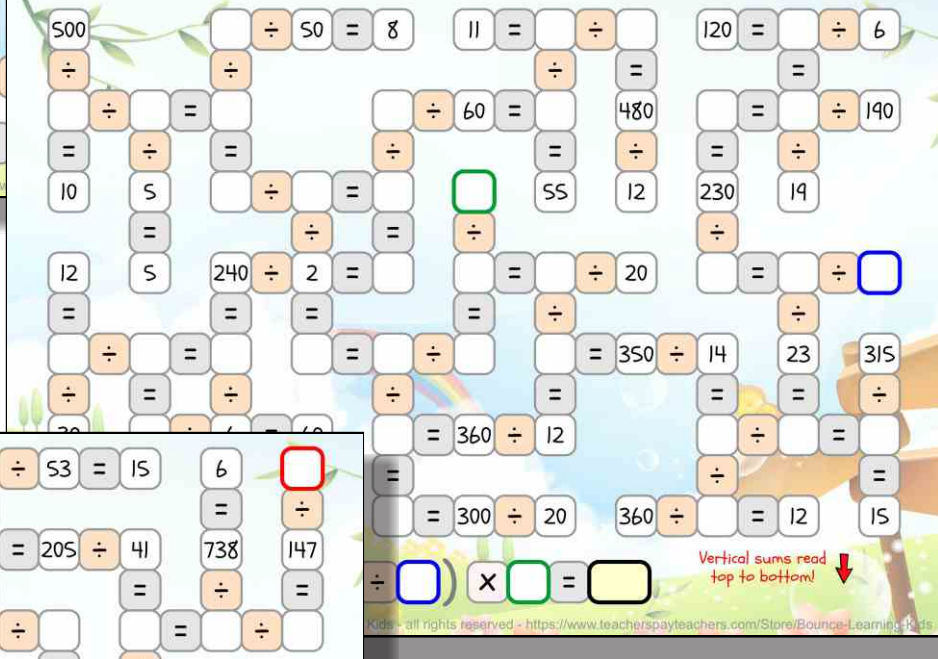 500 ÷ 50 = 8 11 = ÷ 120 = ÷ 6
÷ ÷ ÷ = =
÷ = ÷ 60 = 480 = ÷ 190
= ÷ = ÷ = ÷ = ÷
10 5 ÷ = 55 12 230 19
= ÷ = ÷ ÷
12 5 240 ÷ 2 = = ÷ 20 = ÷
= = = = ÷ ÷
÷ = = ÷ = 350 ÷ 14 23 315
÷ = ÷ ÷ = = = ÷
= 360 ÷ 12 ÷ =
÷ 53 = 15 6 = ÷ =
= ÷
= 300 ÷ 20 360 ÷ = 12 15
= 205 ÷ 41 738 147
= ÷ =
÷ ) X =
Vertical sums read
top to bottom!
÷ = ÷
Kids - all rights reserved - https://www.teacherspayteachers.com/Store/Bounce-Learning-Kids